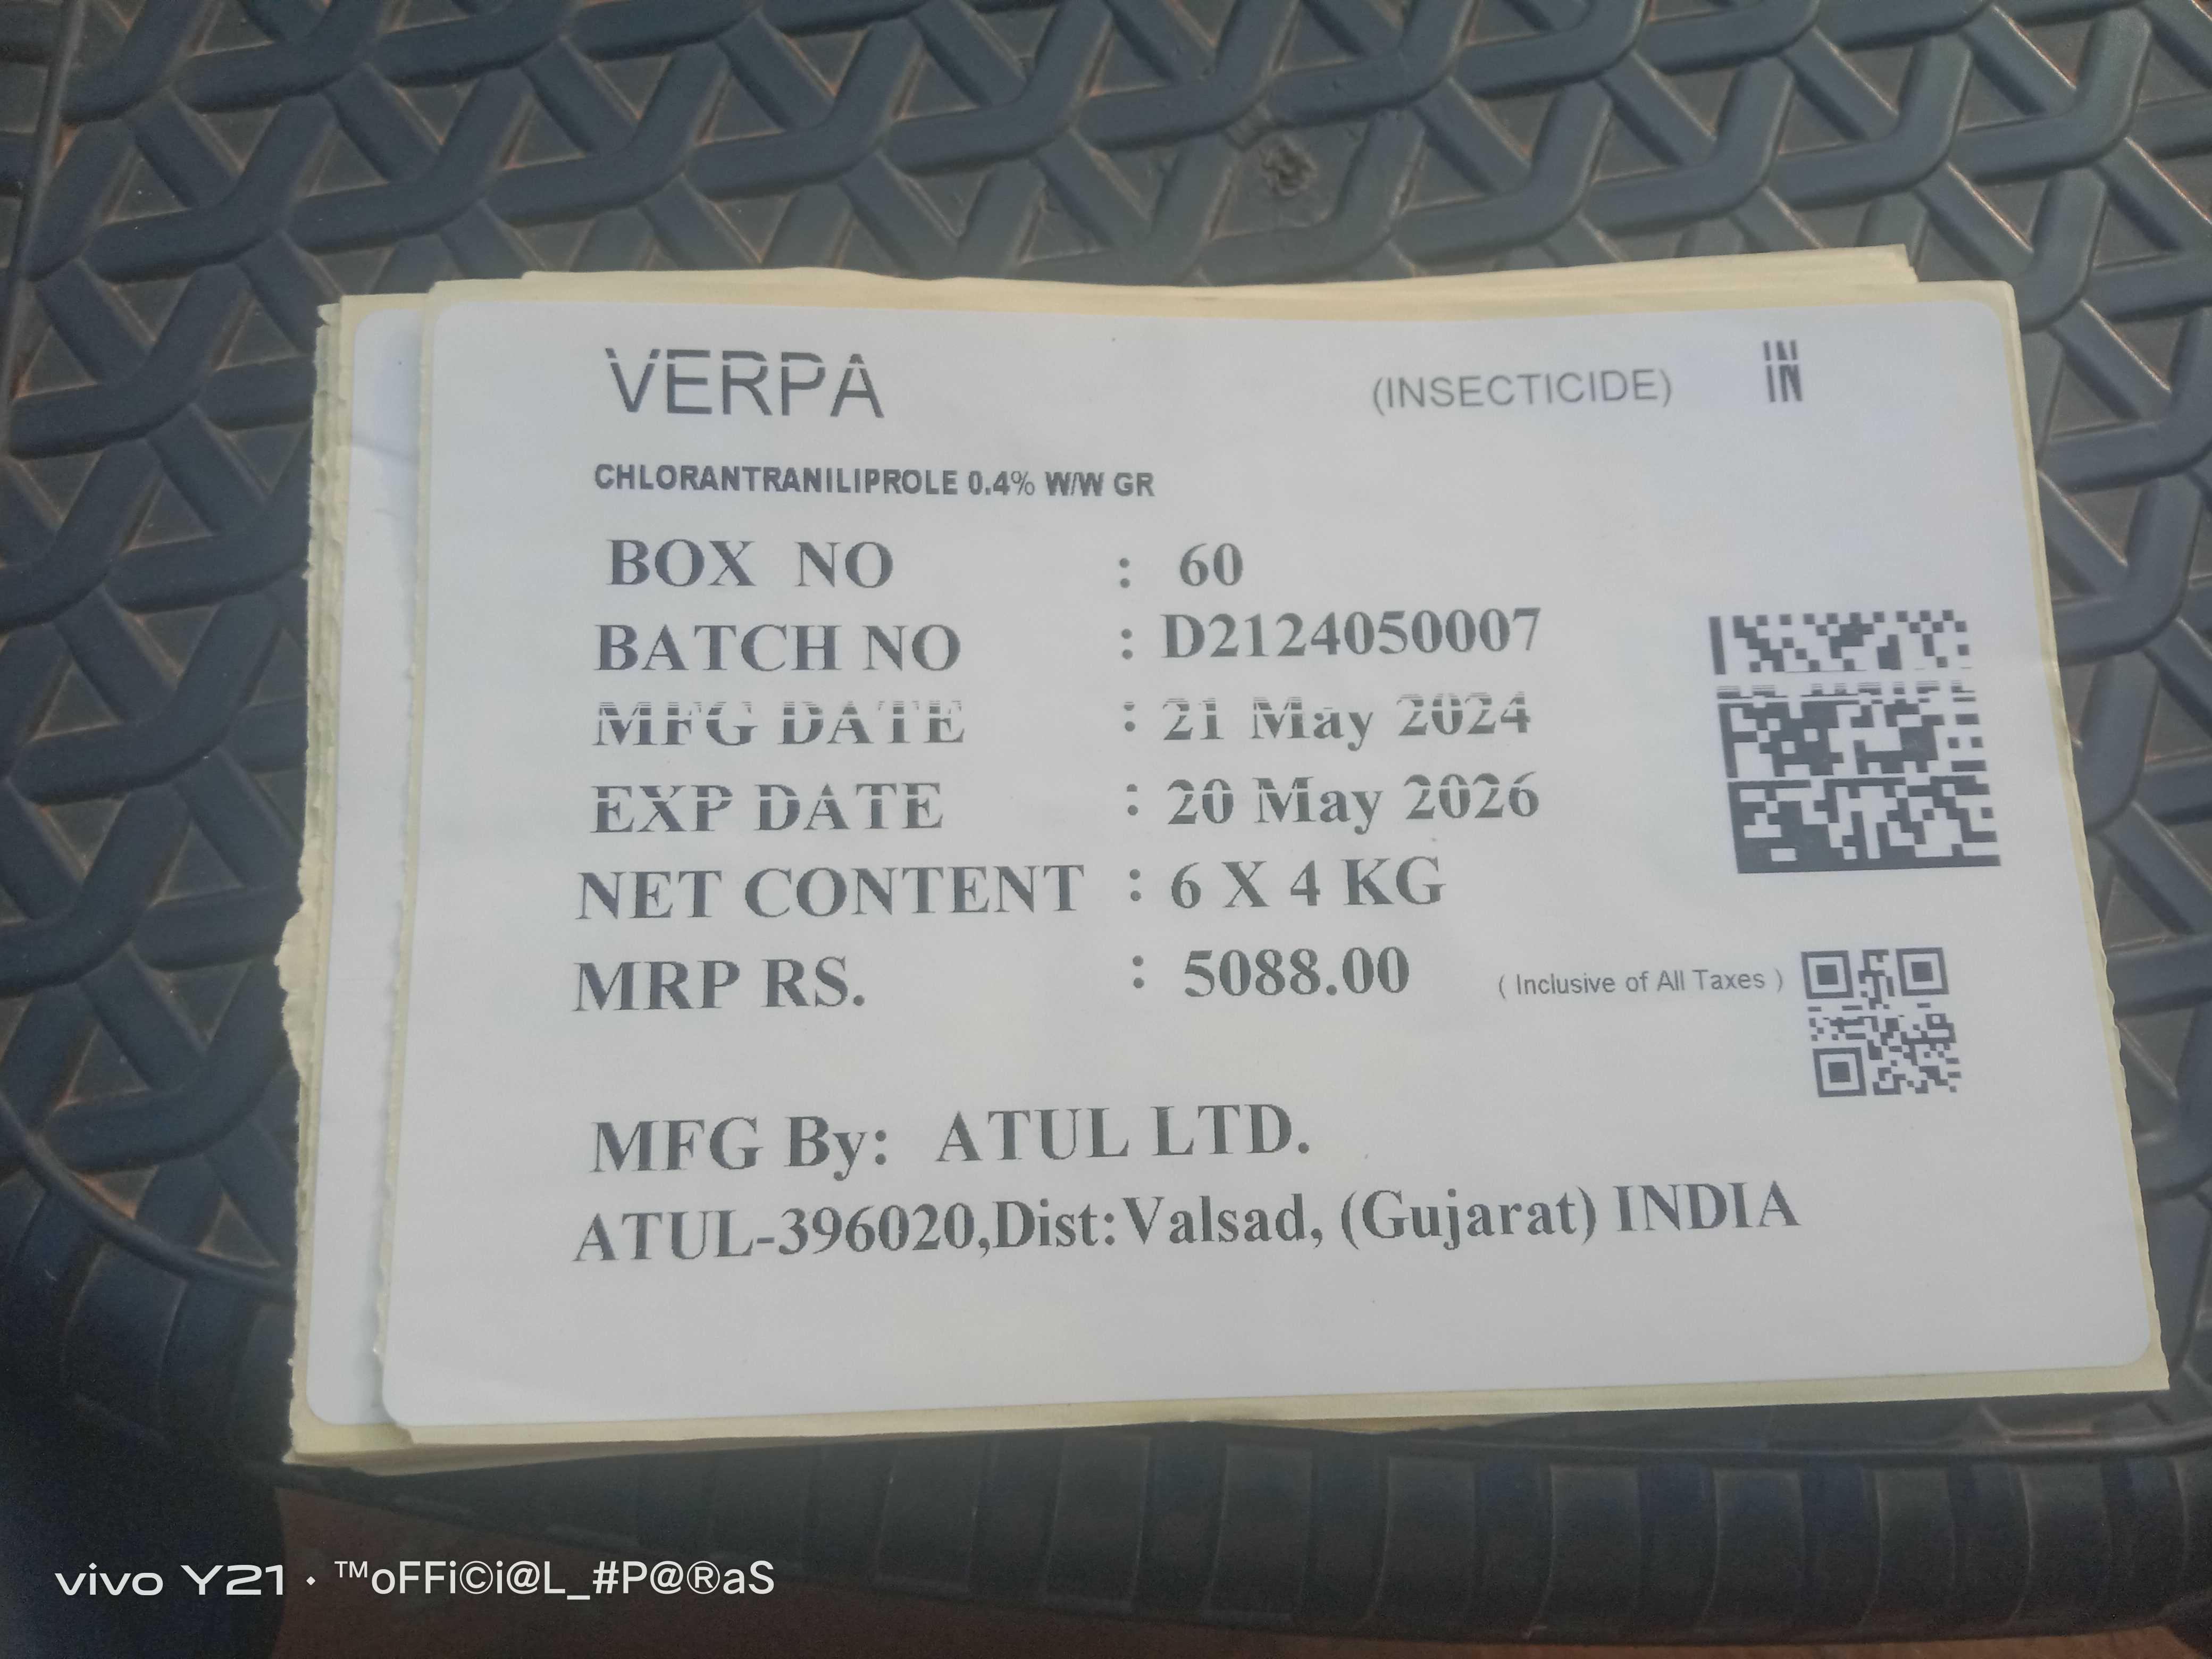 VERPA (INSECTICIDE) IN
CHLORANTRANILIPROLE 0.4% W/W GR
BOX NO : 60
BATCH NO : D2124050007
MFG DATE : 21 May 2024
EXP DATE : 20 May 2026
NET CONTENT : 6 X 4 KG
MRP RS. : 5088.00 ( Inclusive of All Taxes )
MFG By: ATUL LTD.
ATUL-396020,Dist:Valsad, (Gujarat) INDIA
vivo Y21 · ™oFFi©i@L_#P@®aS